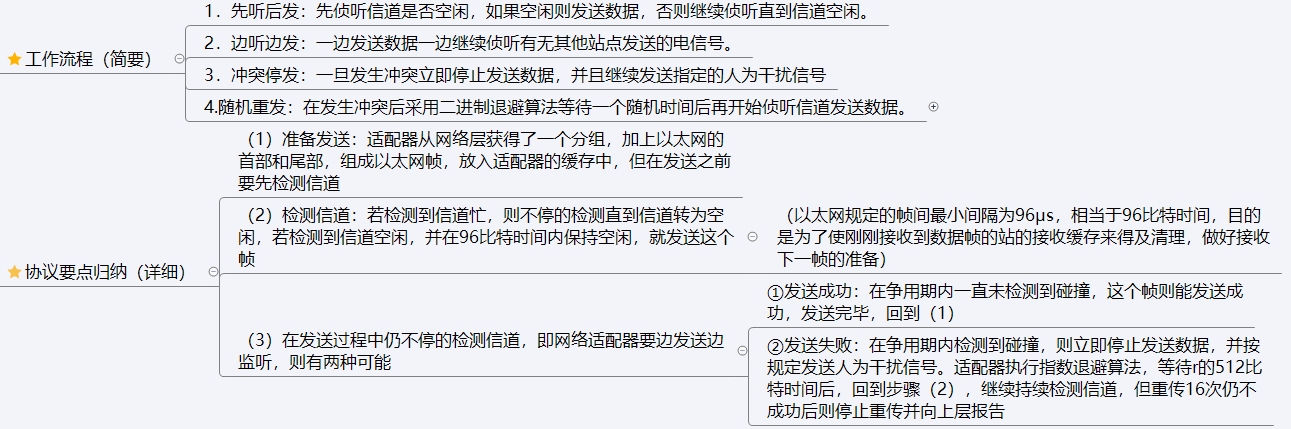 工作流程（简要）
1．先听后发：先侦听信道是否空闲，如果空闲则发送数据，否则继续侦听直到信道空闲。
2．边听边发：一边发送数据一边继续侦听有无其他站点发送的电信号。
3．冲突停发：一旦发生冲突立即停止发送数据，并且继续发送指定的人为干扰信号
4.随机重发：在发生冲突后采用二进制退避算法等待一个随机时间后再开始侦听信道发送数据。
协议要点归纳（详细）
（1）准备发送：适配器从网络层获得了一个分组，加上以太网的
首部和尾部，组成以太网帧，放入适配器的缓存中，但在发送之前
要先检测信道
（2）检测信道：若检测到信道忙，则不停的检测直到信道转为空
闲，若检测到信道空闲，并在96比特时间内保持空闲，就发送这个
帧
（以太网规定的帧间最小间隔为96μs，相当于96比特时间，目的
是为了使刚刚接收到数据帧的站的接收缓存来得及清理，做好接收
下一帧的准备）
（3）在发送过程中仍不停的检测信道，即网络适配器要边发送边
监听，则有两种可能
①发送成功：在争用期内一直未检测到碰撞，这个帧则能发送成
功，发送完毕，回到（1）
②发送失败：在争用期内检测到碰撞，则立即停止发送数据，并按
规定发送人为干扰信号。适配器执行指数退避算法，等待r的512比
特时间后，回到步骤（2），继续持续检测信道，但重传16次仍不
成功后则停止重传并向上层报告